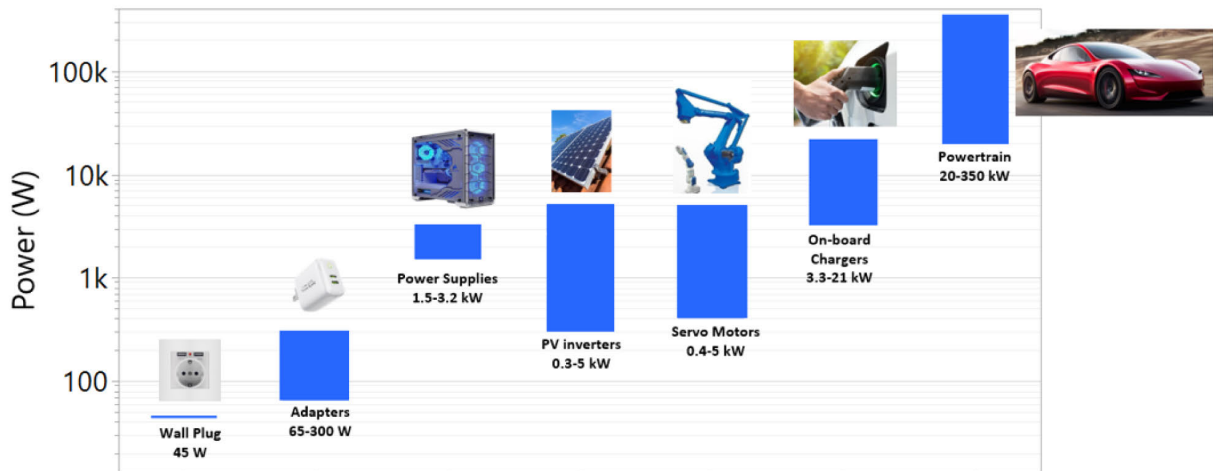 Power (W)
100k
10k
1k
100
Wall Plug
45 W
Adapters
65-300 W
Power Supplies
1.5-3.2 kW
PV inverters
0.3-5 kW
Servo Motors
0.4-5 kW
On-board
Chargers
3.3-21 kW
Powertrain
20-350 kW